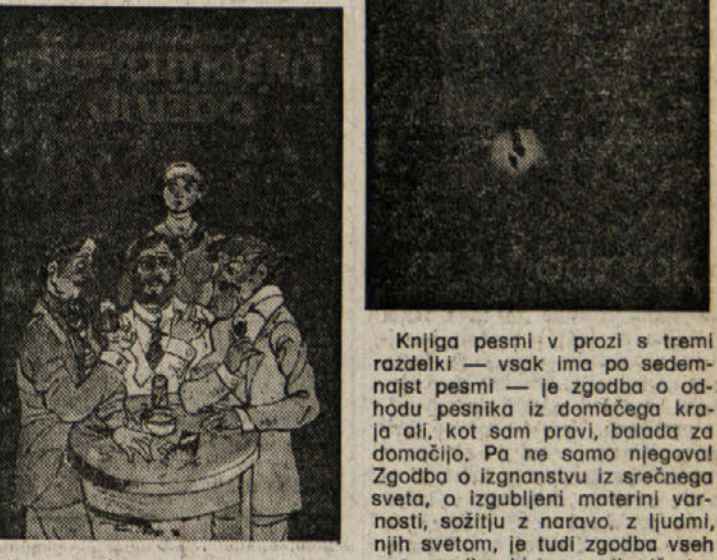 družba
Knjiga pesmi v prozi s tremi
razdelki — vsak ima po sedem-
najst pesmi — je zgodba o od-
hodu pesnika iz domačega kra-
ja ali, kot sam pravi, balada za
domačijo. Pa ne samo njegova!
Zgodba o izgnanstvu iz srečnega
sveta, o izgubljeni materini var-
nosti, sožitju z naravo, z ljudmi,
njih svetom, je tudi zgodba vseh